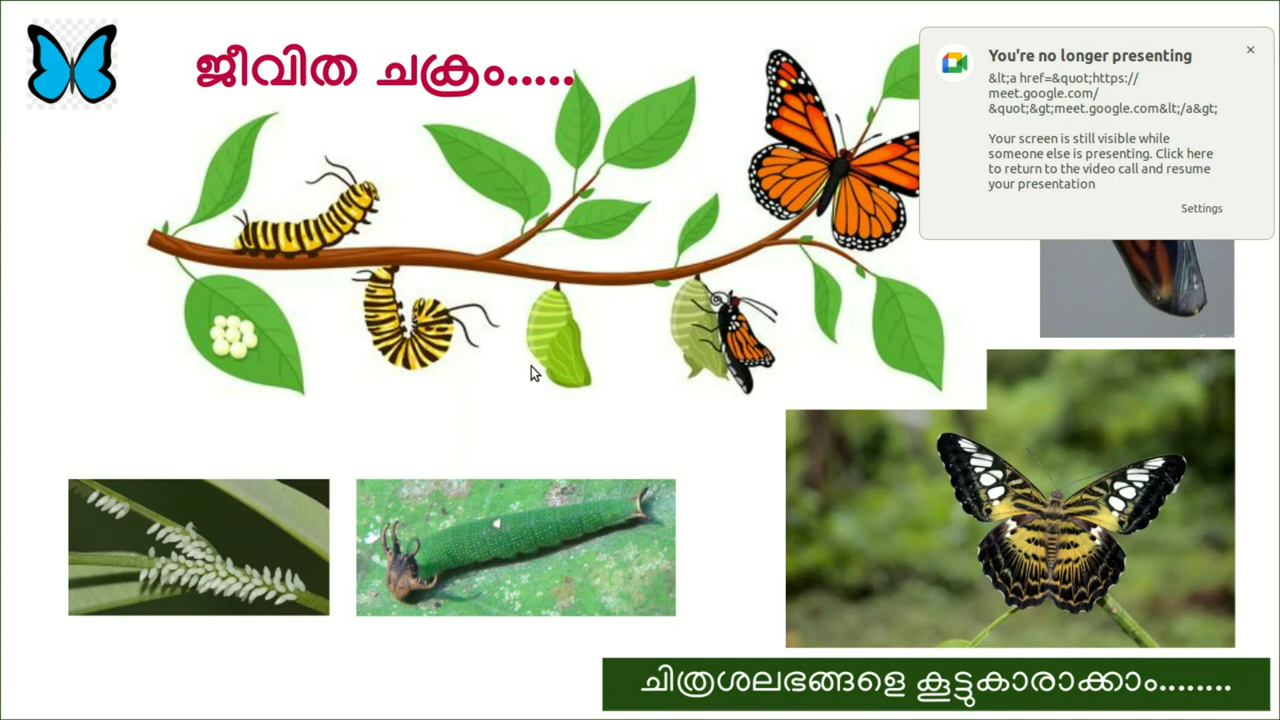 ജീവിത ചക്രം.....
You're no longer presenting
&lt;a href=&quot;https://
meet.google.com/
&quot;&gt;meet.google.com&lt;/a&gt;
Your screen is still visible while
someone else is presenting. Click here
to return to the video call and resume
your presentation
Settings
ചിത്രശലഭങ്ങളെ കൂട്ടുകാരാക്കാം........